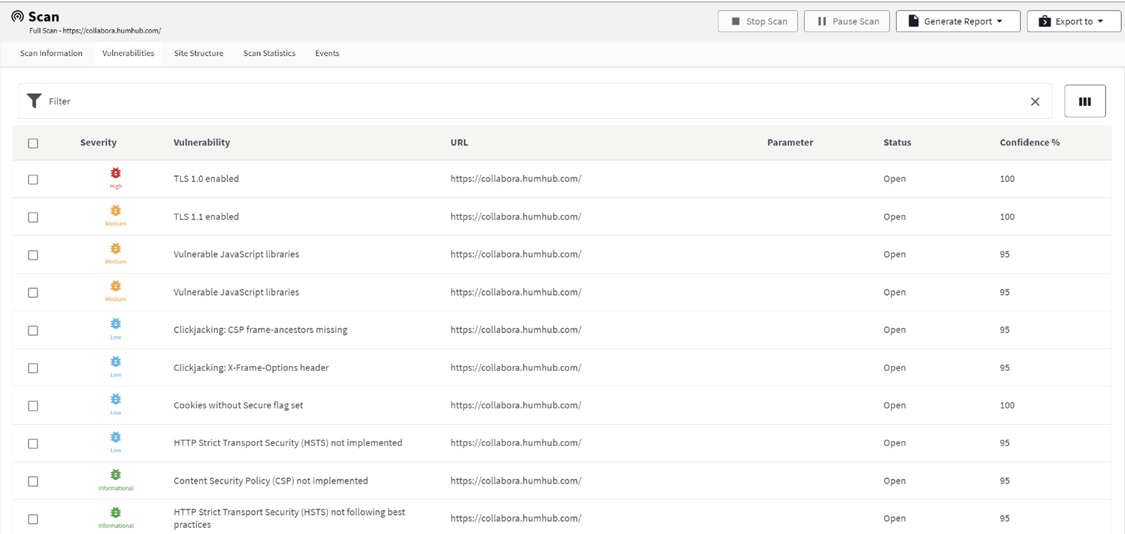 Scan
Full Scan - https://collabora.humhub.com/
Stop Scan Pause Scan Generate Report Export to
Scan Information Vulnerabilities Site Structure Scan Statistics Events
Filter
Severity Vulnerability URL Parameter Status Confidence %
High TLS 1.0 enabled https://collabora.humhub.com/ Open 100
Medium TLS 1.1 enabled https://collabora.humhub.com/ Open 100
Medium Vulnerable JavaScript libraries https://collabora.humhub.com/ Open 95
Medium Vulnerable JavaScript libraries https://collabora.humhub.com/ Open 95
Low Clickjacking: CSP frame-ancestors missing https://collabora.humhub.com/ Open 95
Low Clickjacking: X-Frame-Options header https://collabora.humhub.com/ Open 95
Low Cookies without Secure flag set https://collabora.humhub.com/ Open 100
Low HTTP Strict Transport Security (HSTS) not implemented https://collabora.humhub.com/ Open 95
Informational Content Security Policy (CSP) not implemented https://collabora.humhub.com/ Open 95
Informational HTTP Strict Transport Security (HSTS) not following best https://collabora.humhub.com/ Open 95
practices